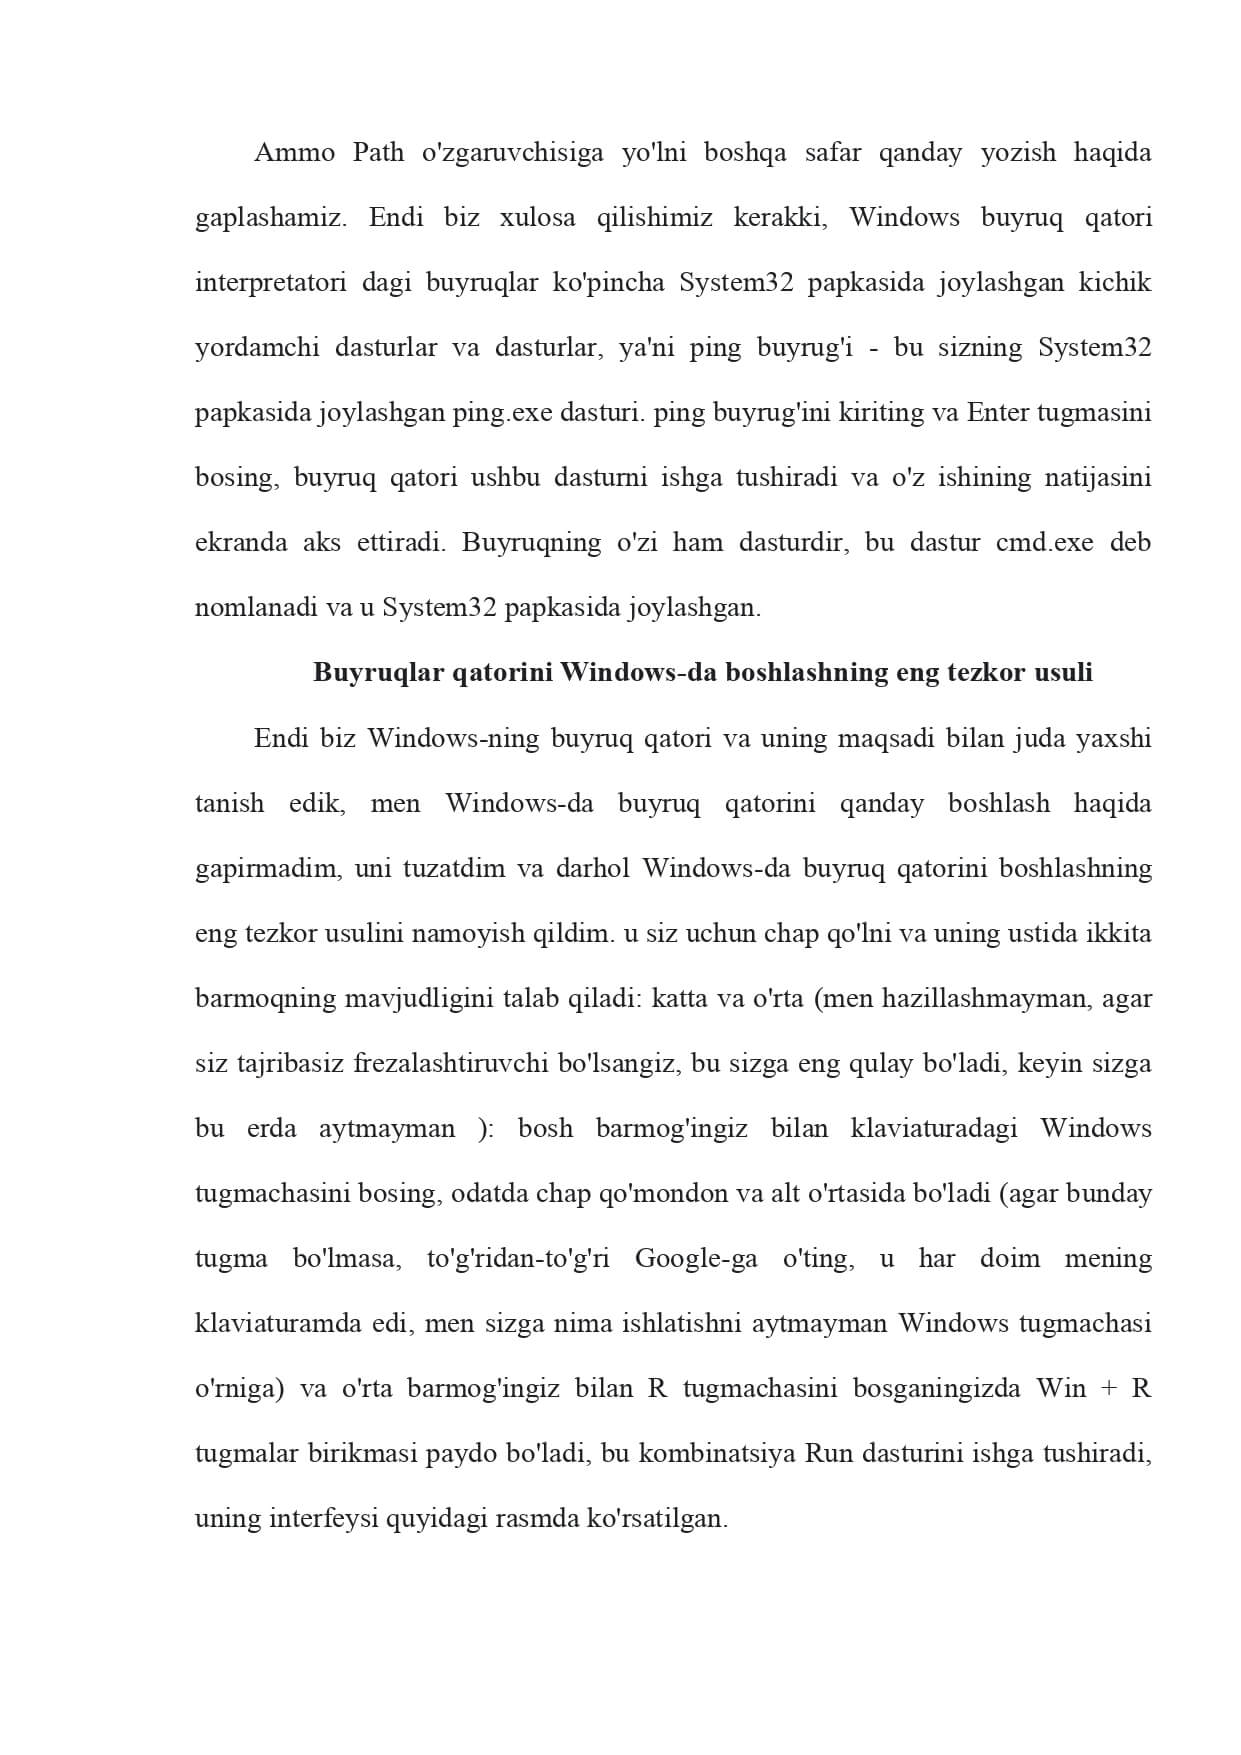 Ammo Path o'zgaruvchisiga yo'lni boshqa safar qanday yozish haqida
gaplashamiz. Endi biz xulosa qilishimiz kerakki, Windows buyruq qatori
interpretatori dagi buyruqlar ko'pincha System32 papkasida joylashgan kichik
yordamchi dasturlar va dasturlar, ya'ni ping buyrug'i - bu sizning System32
papkasida joylashgan ping.exe dasturi. ping buyrug'ini kiriting va Enter tugmasini
bosing, buyruq qatori ushbu dasturni ishga tushiradi va o'z ishining natijasini
ekranda aks ettiradi. Buyruqning o'zi ham dasturdir, bu dastur cmd.exe deb
nomlanadi va u System32 papkasida joylashgan.
Buyruqlar qatorini Windows-da boshlashning eng tezkor usuli
Endi biz Windows-ning buyruq qatori va uning maqsadi bilan juda yaxshi
tanish edik, men Windows-da buyruq qatorini qanday boshlash haqida
gapirmadim, uni tuzatdim va darhol Windows-da buyruq qatorini boshlashning
eng tezkor usulini namoyish qildim. u siz uchun chap qo'lni va uning ustida ikkita
barmoqning mavjudligini talab qiladi: katta va o'rta (men hazillashmayman, agar
siz tajribasiz frezalashtiruvchi bo'lsangiz, bu sizga eng qulay bo'ladi, keyin sizga
bu erda aytmayman ): bosh barmog'ingiz bilan klaviaturadagi Windows
tugmachasini bosing, odatda chap qo'mondon va alt o'rtasida bo'ladi (agar bunday
tugma bo'lmasa, to'g'ridan-to'g'ri Google-ga o'ting, u har doim mening
klaviaturamda edi, men sizga nima ishlatishni aytmayman Windows tugmachasi
o'rniga) va o'rta barmog'ingiz bilan R tugmachasini bosganingizda Win + R
tugmalar birikmasi paydo bo'ladi, bu kombinatsiya Run dasturini ishga tushiradi,
uning interfeysi quyidagi rasmda ko'rsatilgan.